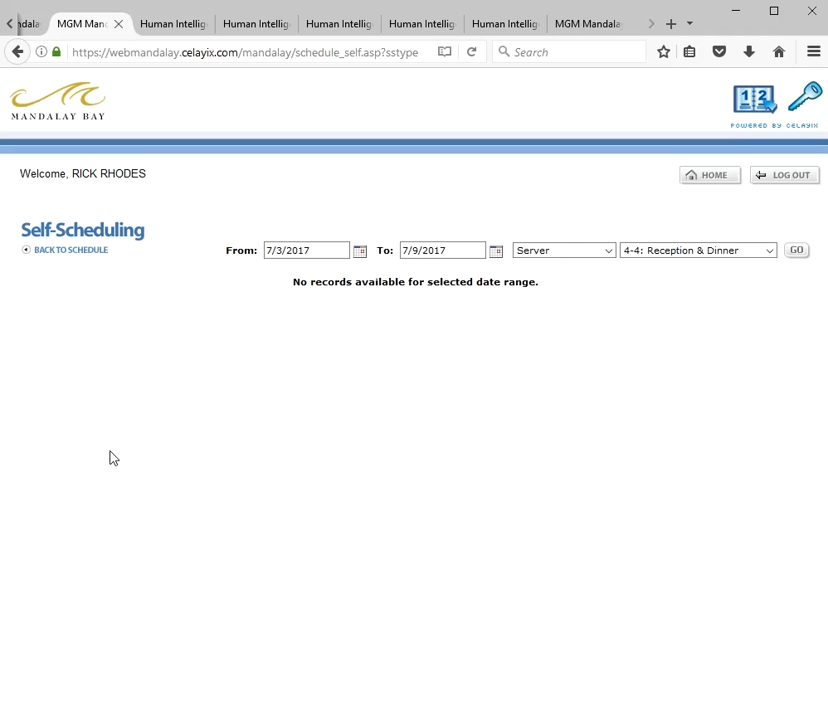 ndala
MGM Mand
Human Intellig
Human Intellig
Human Intellig
Human Intellig
Human Intellig
MGM Mandala
https://webmandalay.celayix.com/mandalay/schedule_self.asp?sstype
Search
MANDALAY BAY
1 2
POWERED BY CELAYIX
Welcome, RICK RHODES
HOME
LOG OUT
Self-Scheduling
BACK TO SCHEDULE
From: 7/3/2017 To: 7/9/2017 Server 4-4: Reception & Dinner GO
No records available for selected date range.